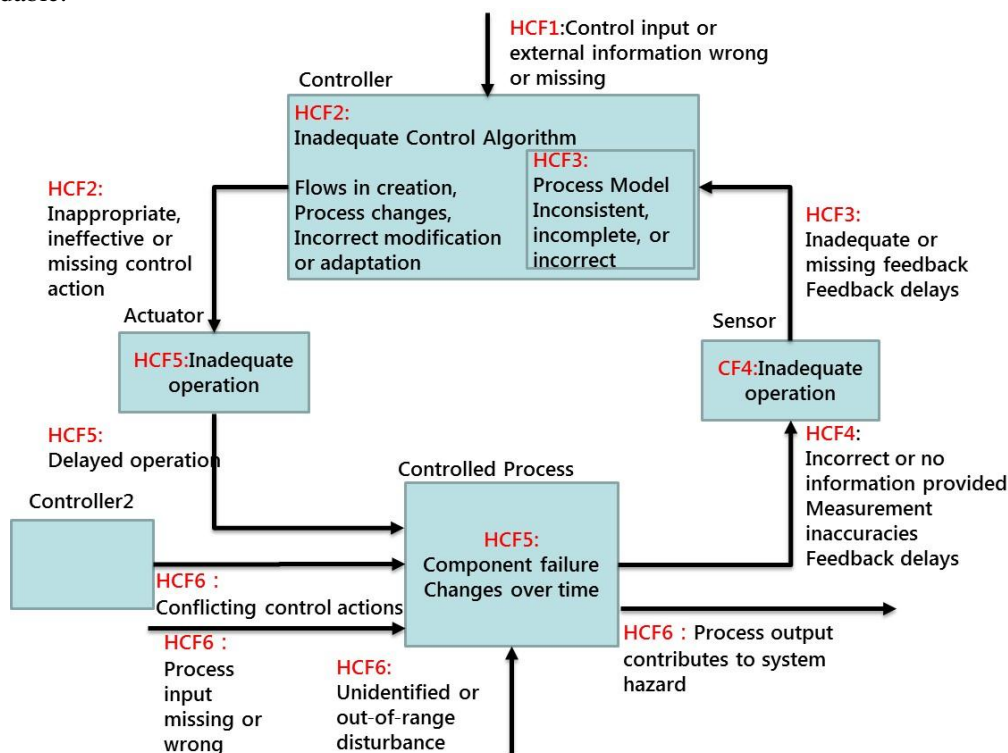 HCF1:Control input or
external information wrong
or missing
Controller
HCF2:
Inadequate Control Algorithm
Flows in creation,
Process changes,
Incorrect modification
or adaptation
HCF3:
Process Model
Inconsistent,
incomplete, or
incorrect
HCF2:
Inappropriate,
ineffective or
missing control
action
HCF3:
Inadequate or
missing feedback
Feedback delays
Actuator
HCF5:Inadequate
operation
Sensor
CF4:Inadequate
operation
HCF5:
Delayed operation
HCF4:
Incorrect or no
information provided
Measurement
inaccuracies
Feedback delays
Controller2
Controlled Process
HCF5:
Component failure
Changes over time
HCF6 :
Conflicting control actions
HCF6 :
Process
input
missing or
wrong
HCF6:
Unidentified or
out-of-range
disturbance
HCF6 : Process output
contributes to system
hazard